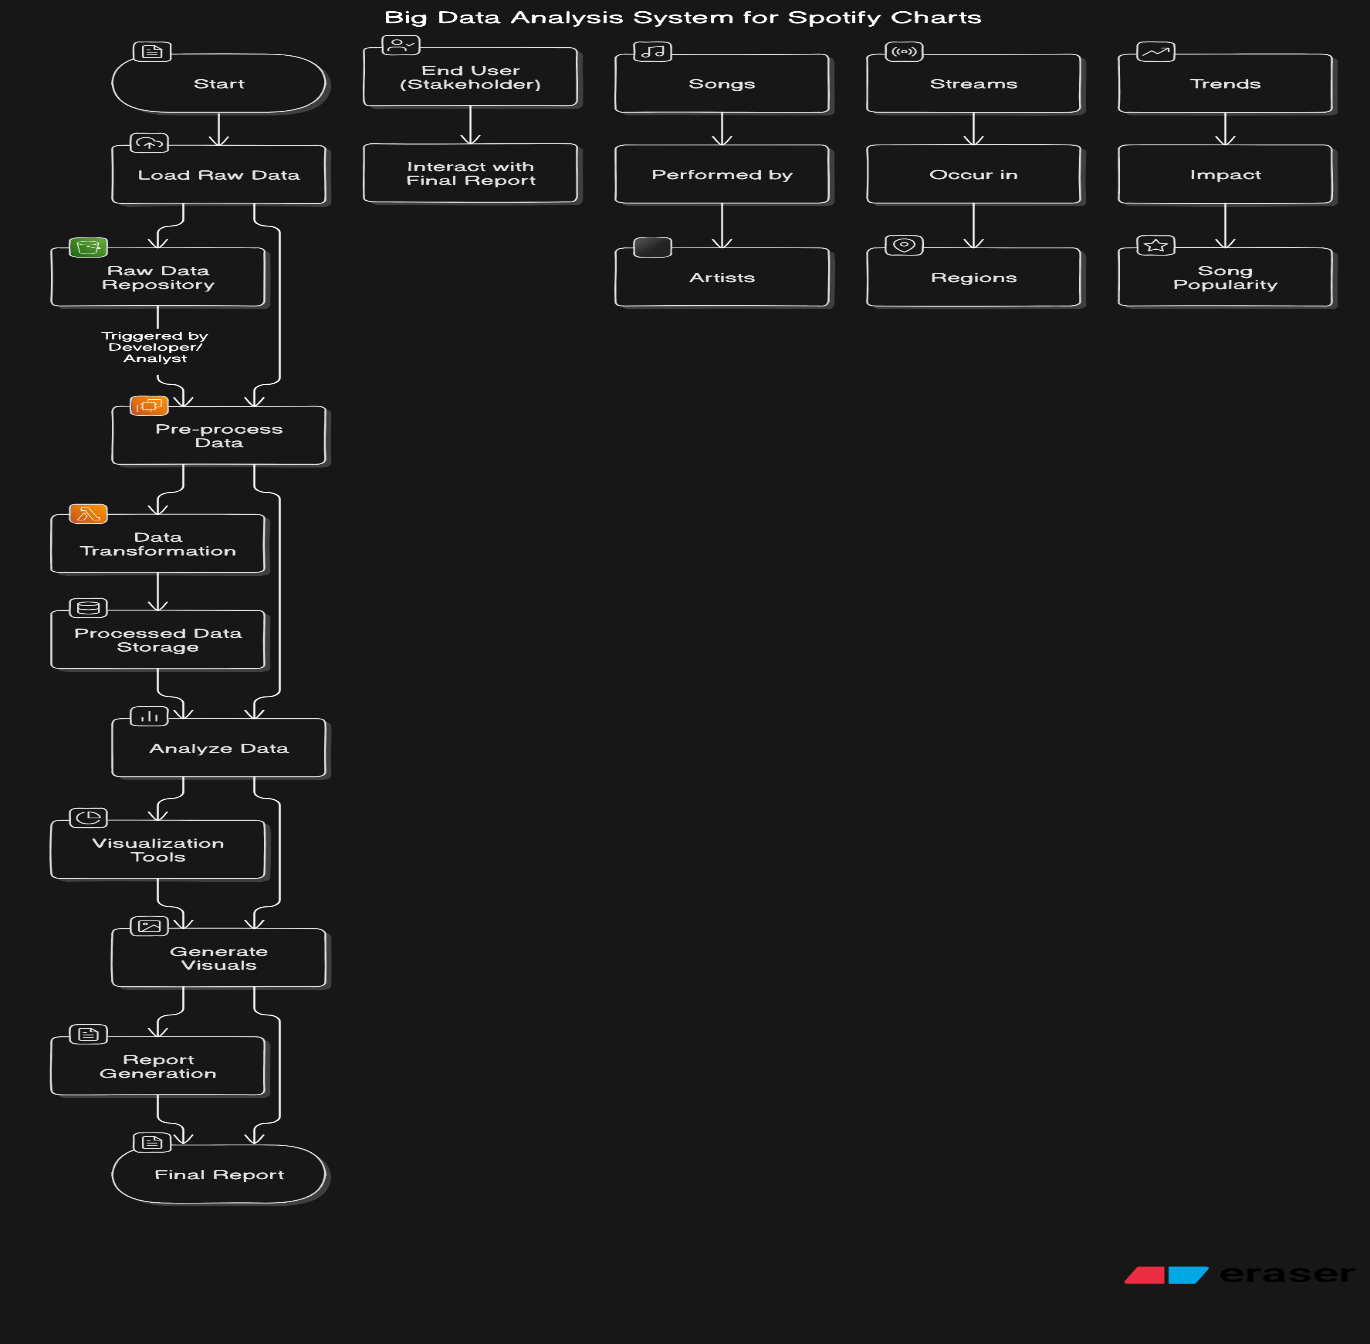 Big Data Analysis System for Spotify Charts
Start
Load Raw Data
Raw Data
Repository
Triggered by
Developer/
Analyst
Pre-process
Data
Data
Transformation
Processed Data
Storage
Analyze Data
Visualization
Tools
Generate
Visuals
Report
Generation
Final Report
End User
(Stakeholder)
Interact with
Final Report
Songs
Performed by
Artists
Streams
Occur in
Regions
Trends
Impact
Song
Popularity
eraser